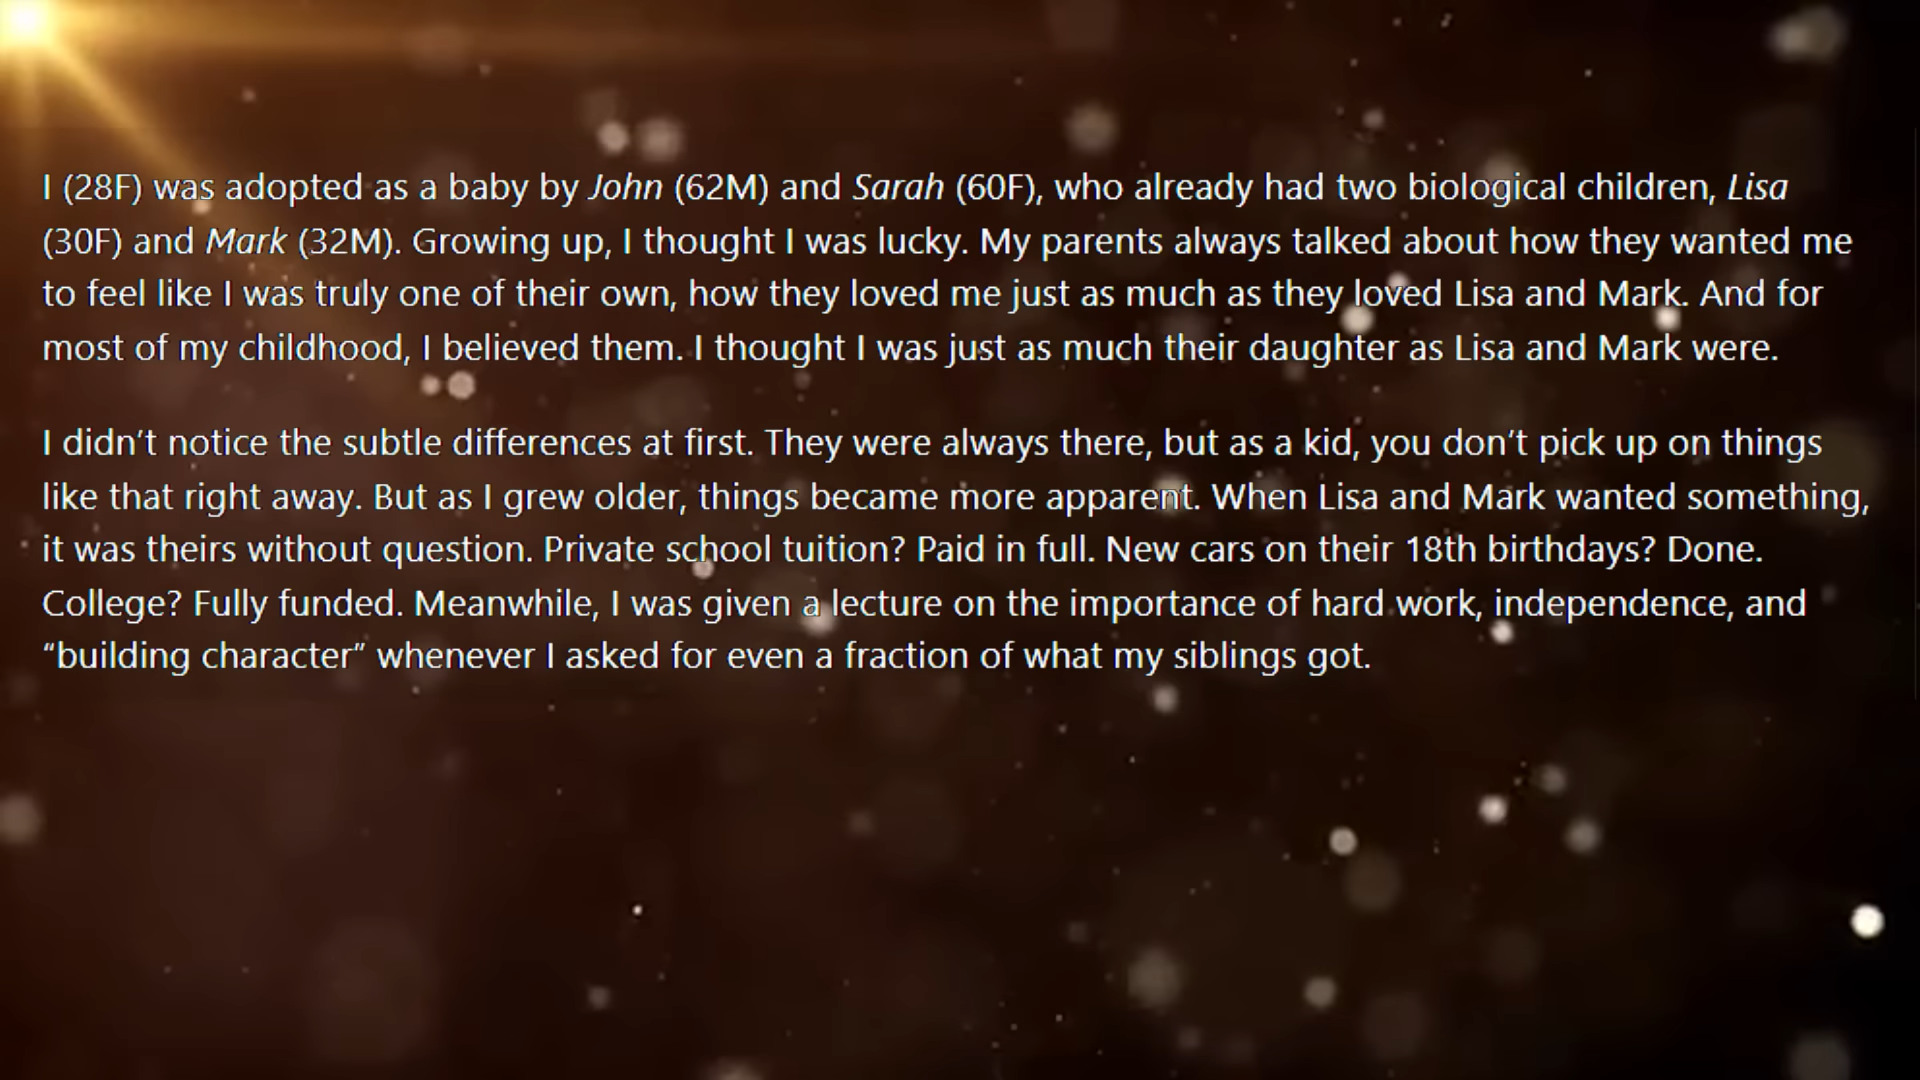 I (28F) was adopted as a baby by John (62M) and Sarah (60F), who already had two biological children, Lisa
(30F) and Mark (32M). Growing up, I thought I was lucky. My parents always talked about how they wanted me
to feel like I was truly one of their own, how they loved me just as much as they loved Lisa and Mark. And for
most of my childhood, I believed them. I thought I was just as much their daughter as Lisa and Mark were.
I didn’t notice the subtle differences at first. They were always there, but as a kid, you don’t pick up on things
like that right away. But as I grew older, things became more apparent. When Lisa and Mark wanted something,
it was theirs without question. Private school tuition? Paid in full. New cars on their 18th birthdays? Done.
College? Fully funded. Meanwhile, I was given a lecture on the importance of hard work, independence, and
“building character” whenever I asked for even a fraction of what my siblings got.